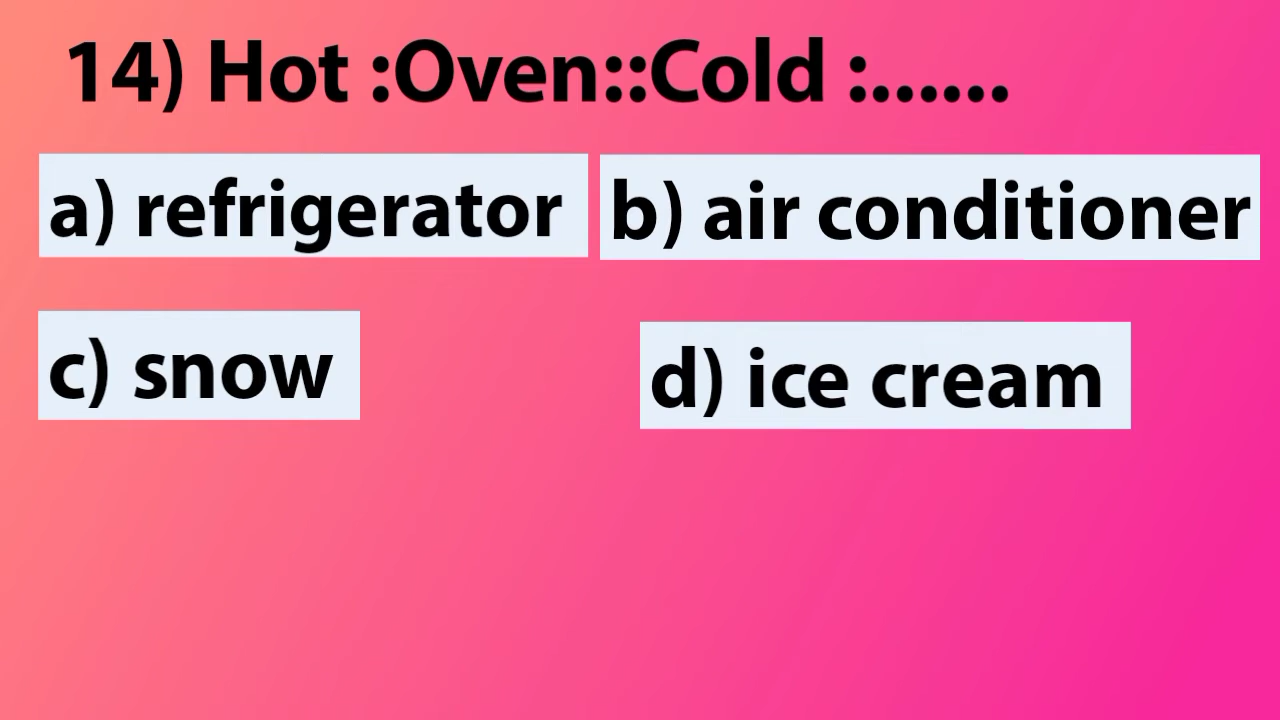 14) Hot :Oven::Cold :......
a) refrigerator
b) air conditioner
c) snow
d) ice cream